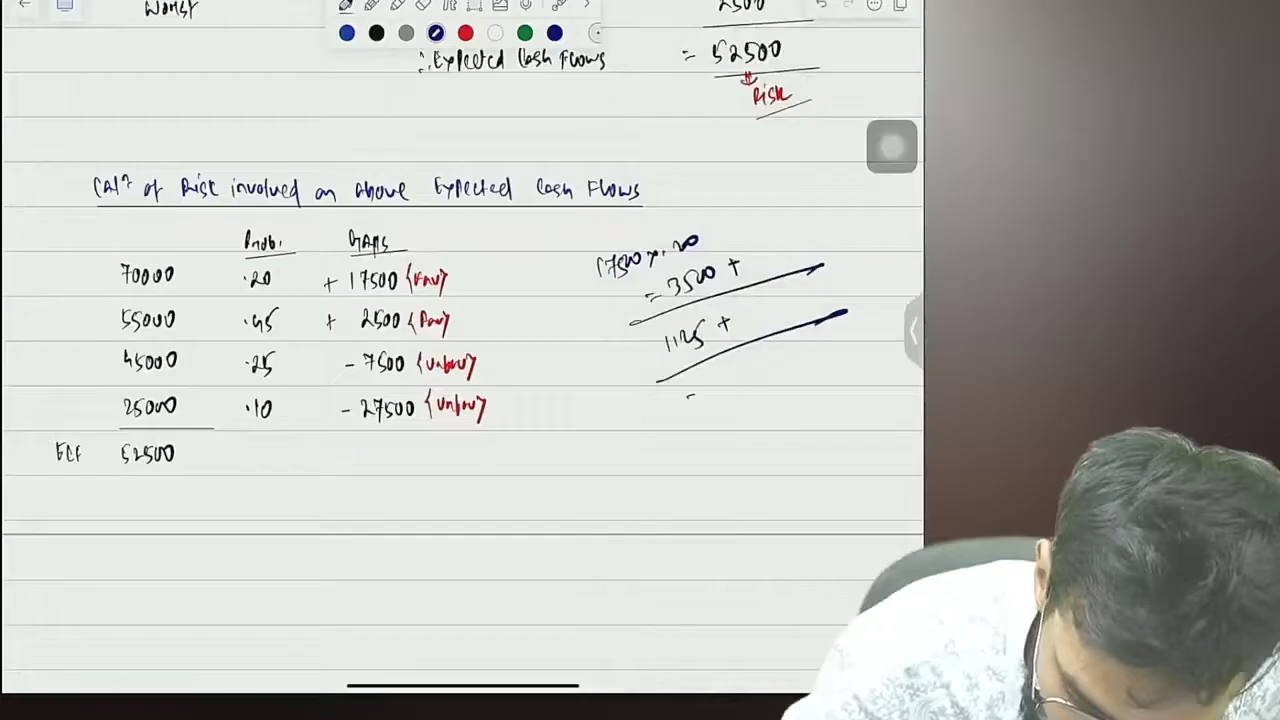 Worst
2500
∴ Expected Cash Flows = 52500
Risk
Calⁿ of Risk involved on above Expected Cash Flows
Prob. GAPs
70000 .20 + 17500 {Fav}
55000 .45 + 2500 {Fav}
45000 .25 - 7500 {Unfav}
25000 .10 - 27500 {Unfav}
ECF 52500
17500 x .20
= 3500 +
1125 +
=